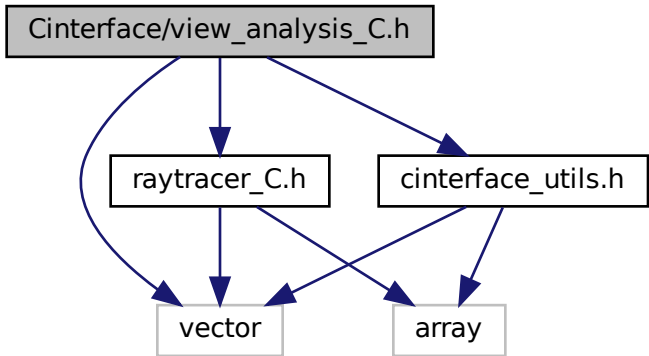 Cinterface/view_analysis_C.h
raytracer_C.h
cinterface_utils.h
vector
array